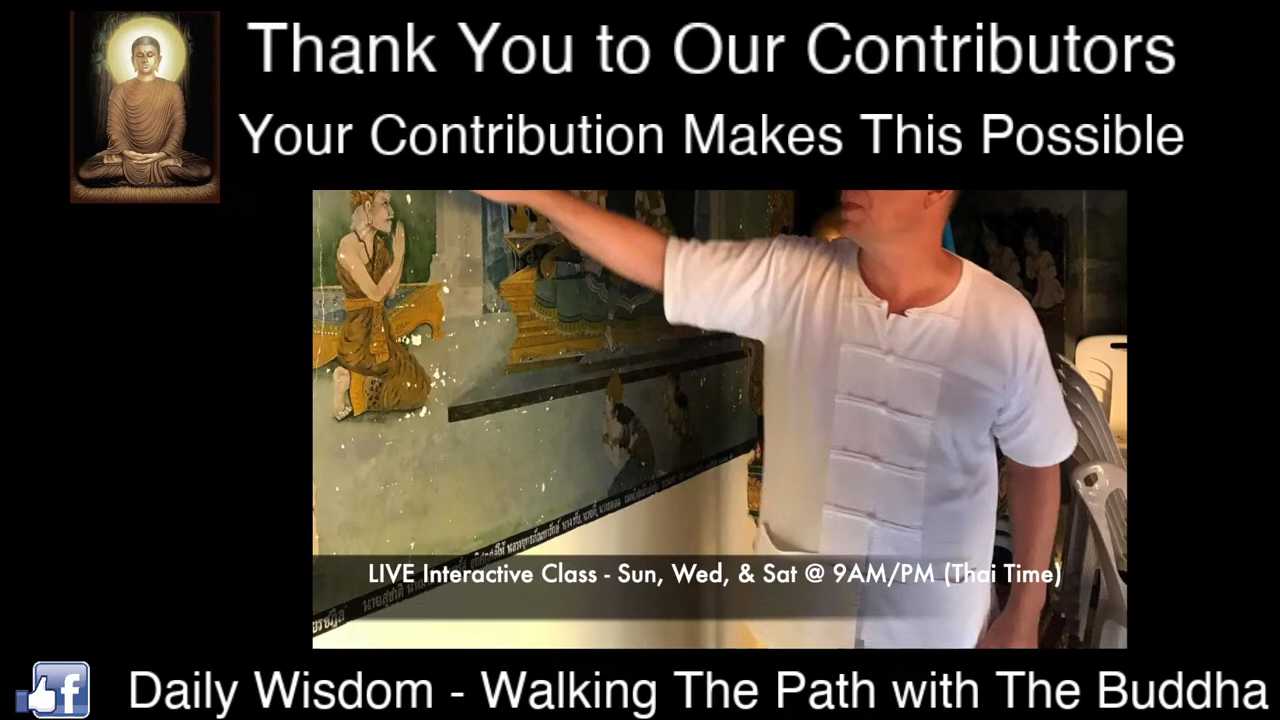 Thank You to Our Contributors
Your Contribution Makes This Possible
LIVE Interactive Class - Sun, Wed, & Sat @ 9AM/PM (Thai Time)
Daily Wisdom - Walking The Path with The Buddha